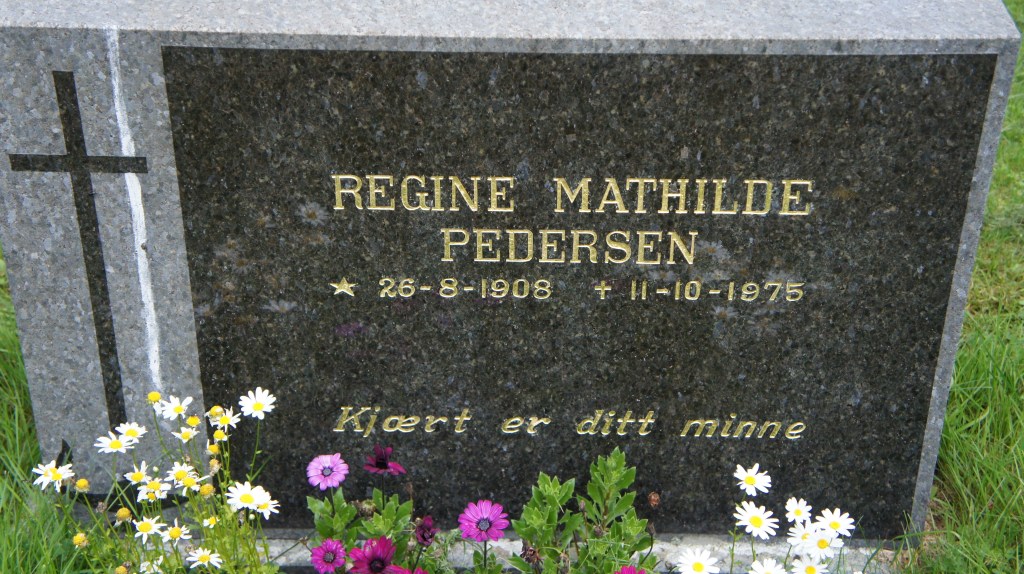 REGINE MATHILDE
PEDERSEN
★ 26-8-1908 + 11-10-1975
Kjært er ditt minne